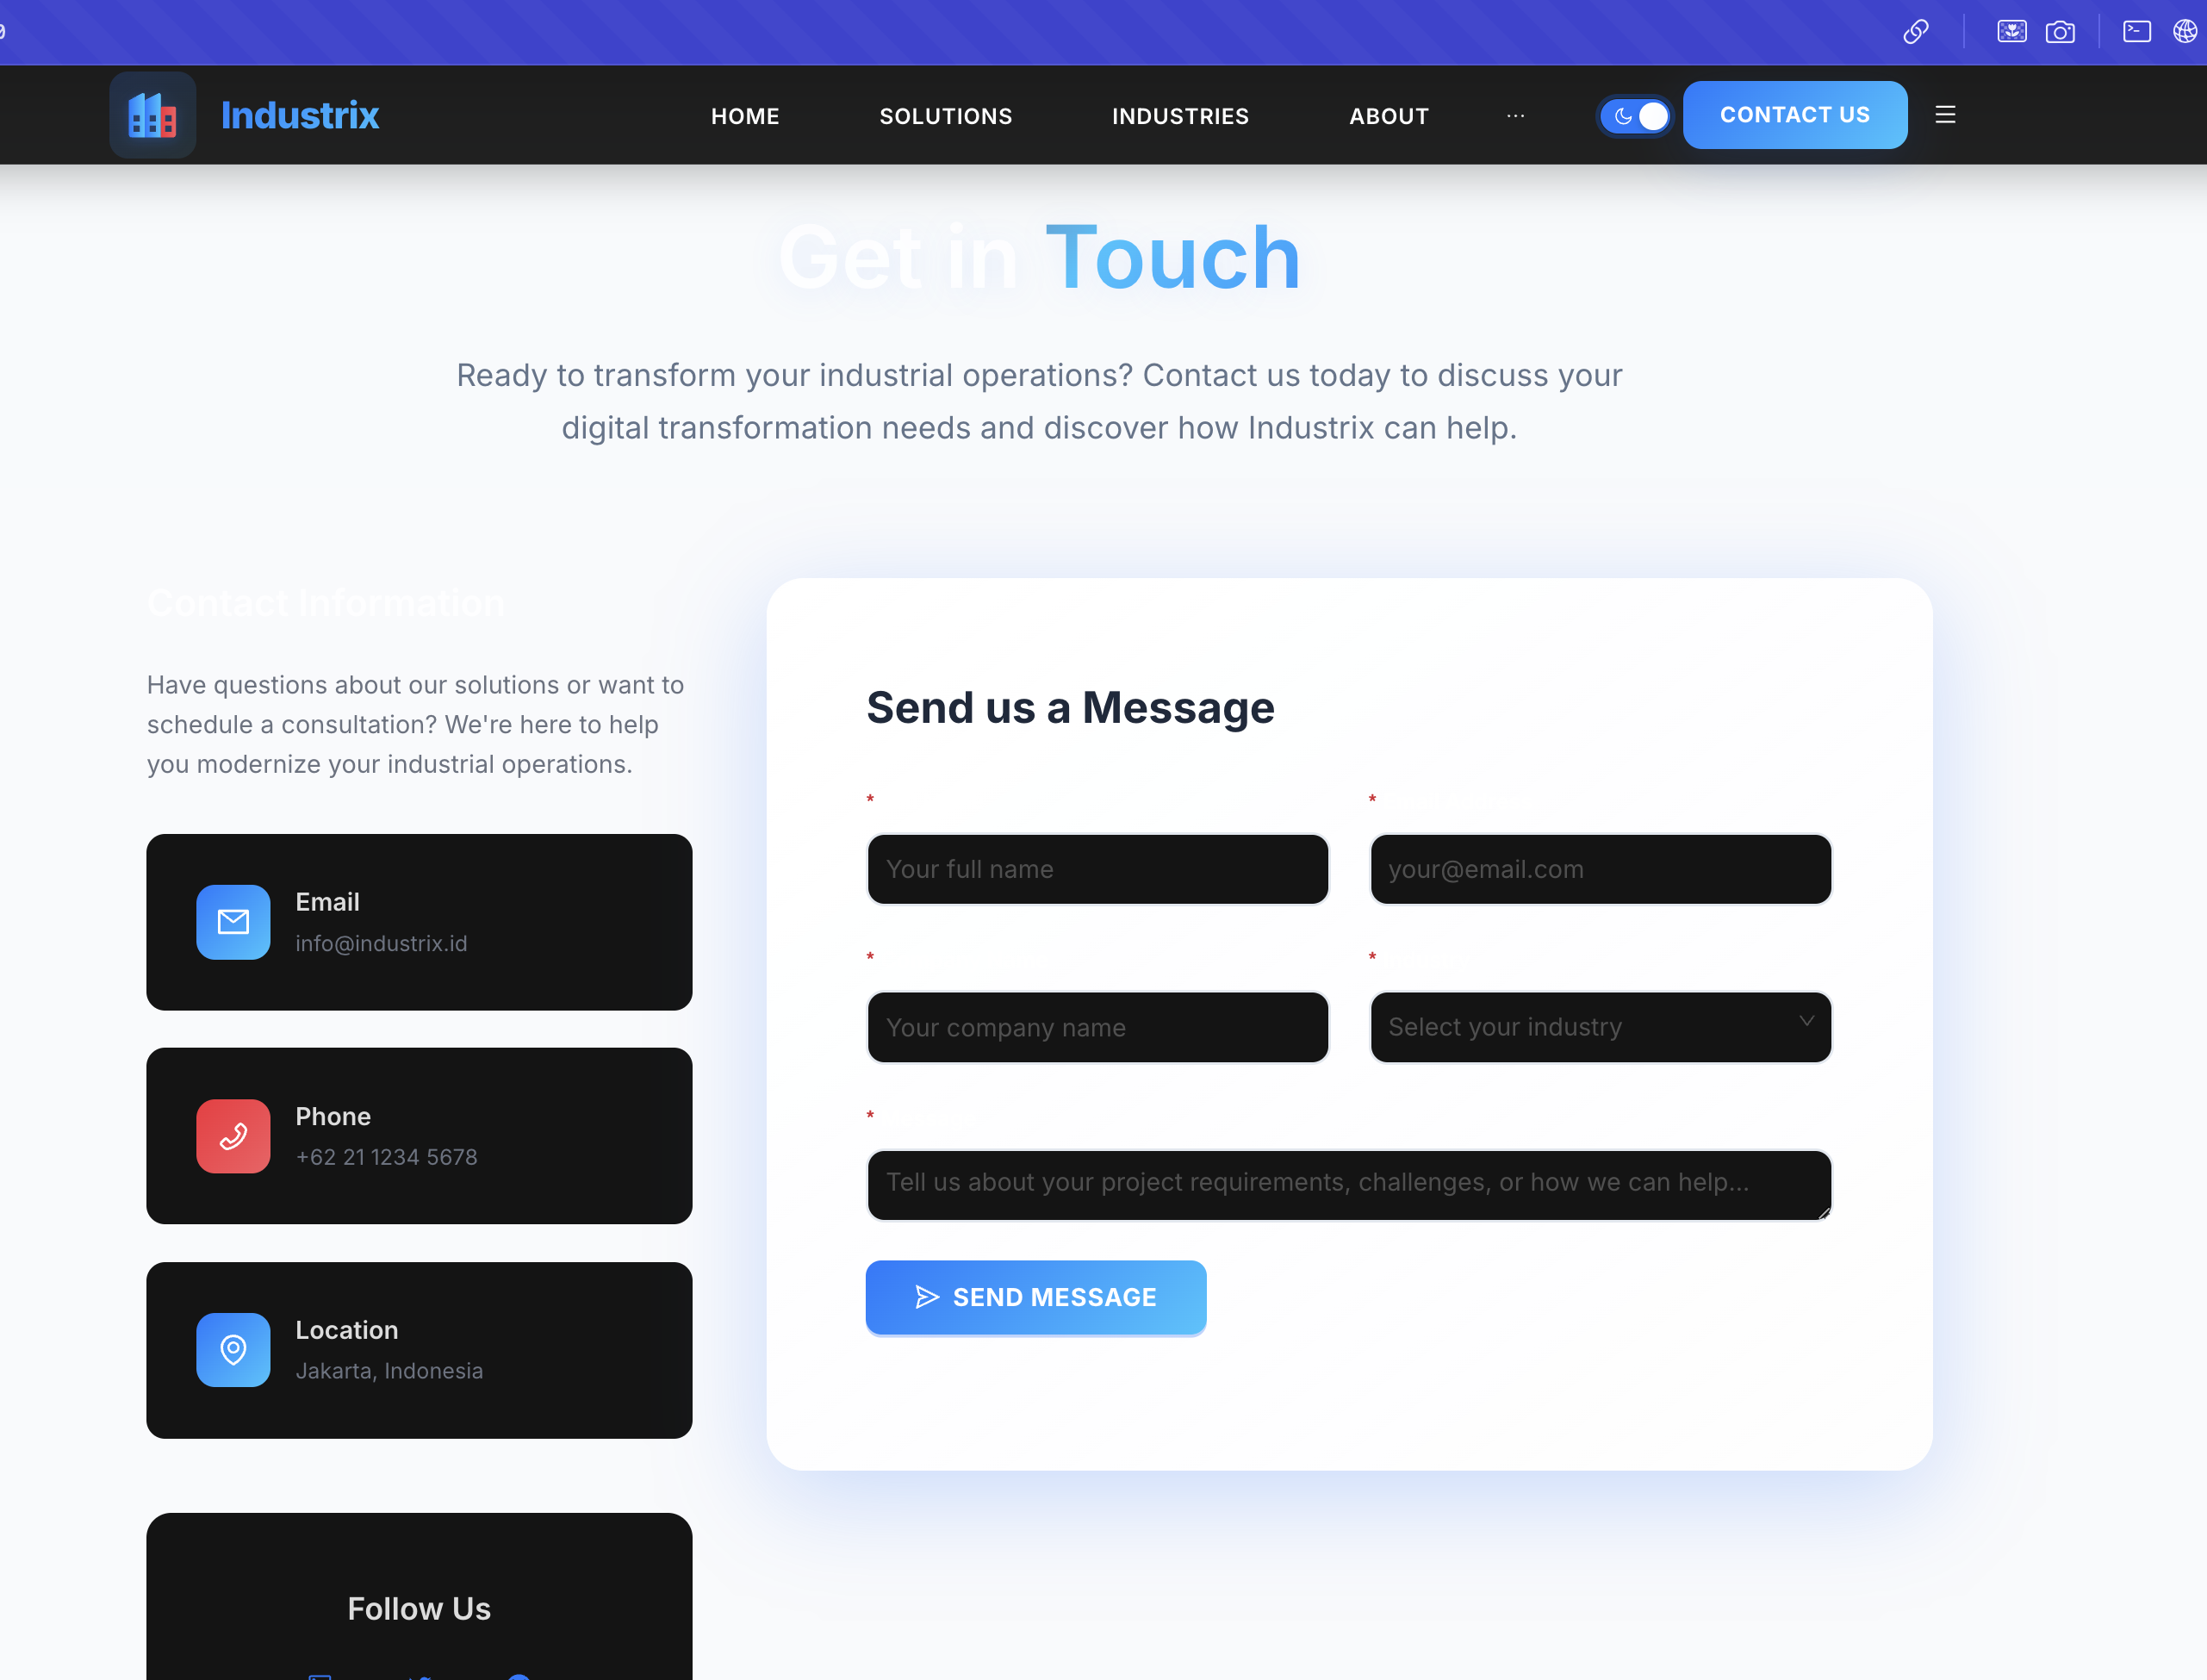 Industrix
HOME
SOLUTIONS
INDUSTRIES
ABOUT
...
CONTACT US
Get in Touch
Ready to transform your industrial operations? Contact us today to discuss your
digital transformation needs and discover how Industrix can help.
Contact Information
Have questions about our solutions or want to
schedule a consultation? We're here to help
you modernize your industrial operations.
Email
info@industrix.id
Phone
+62 21 1234 5678
Location
Jakarta, Indonesia
Follow Us
Send us a Message
*
Your full name
*
your@email.com
*
Your company name
*
Select your industry
*
Tell us about your project requirements, challenges, or how we can help...
SEND MESSAGE